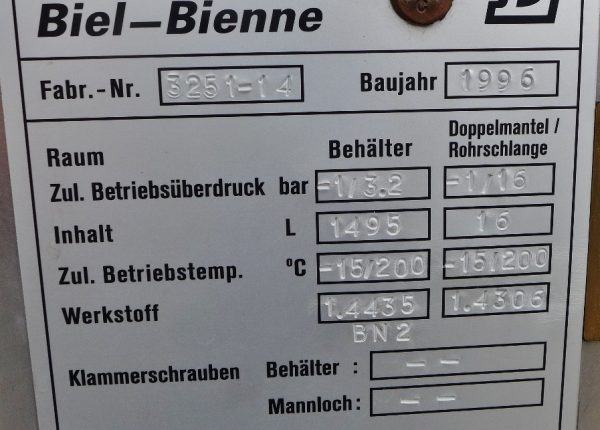 Biel–Bienne
Fabr.-Nr. 3251-14 Baujahr 1996
Raum Behälter Doppelmantel / Rohrschlange
Zul. Betriebsüberdruck bar -1/3.2 -1/16
Inhalt L 1495 16
Zul. Betriebstemp. °C -15/200 -15/200
Werkstoff 1.4435 1.4306
BN2
Klammerschrauben Behälter : – –
Mannloch : – –